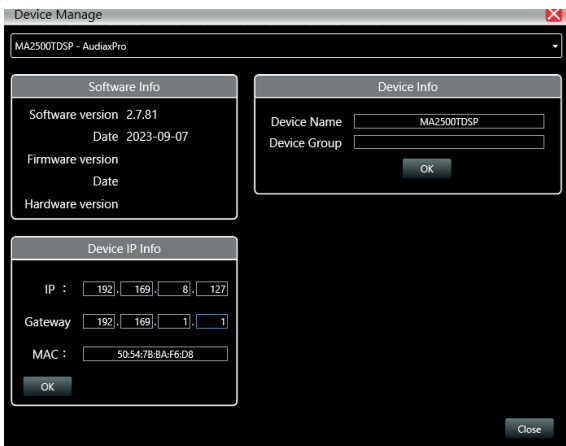 Device Manage
MA2500TDSP - AudiaxPro
Software Info
Software version 2.7.81
Date 2023-09-07
Firmware version
Date
Hardware version
Device Info
Device Name MA2500TDSP
Device Group
OK
Device IP Info
IP : 192 . 169 . 8 . 127
Gateway 192 . 169 . 1 . 1
MAC : 50:54:7B:BA:F6:D8
OK
Close